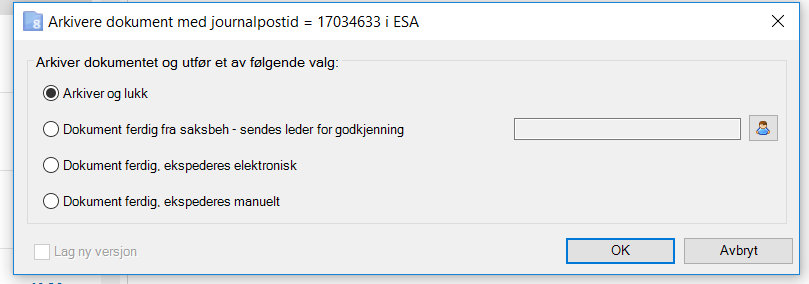 8 Arkivere dokument med journalpostid = 17034633 i ESA
Arkiver dokumentet og utfør et av følgende valg:
Arkiver og lukk
Dokument ferdig fra saksbeh - sendes leder for godkjenning
Dokument ferdig, ekspederes elektronisk
Dokument ferdig, ekspederes manuelt
Lag ny versjon
OK
Avbryt